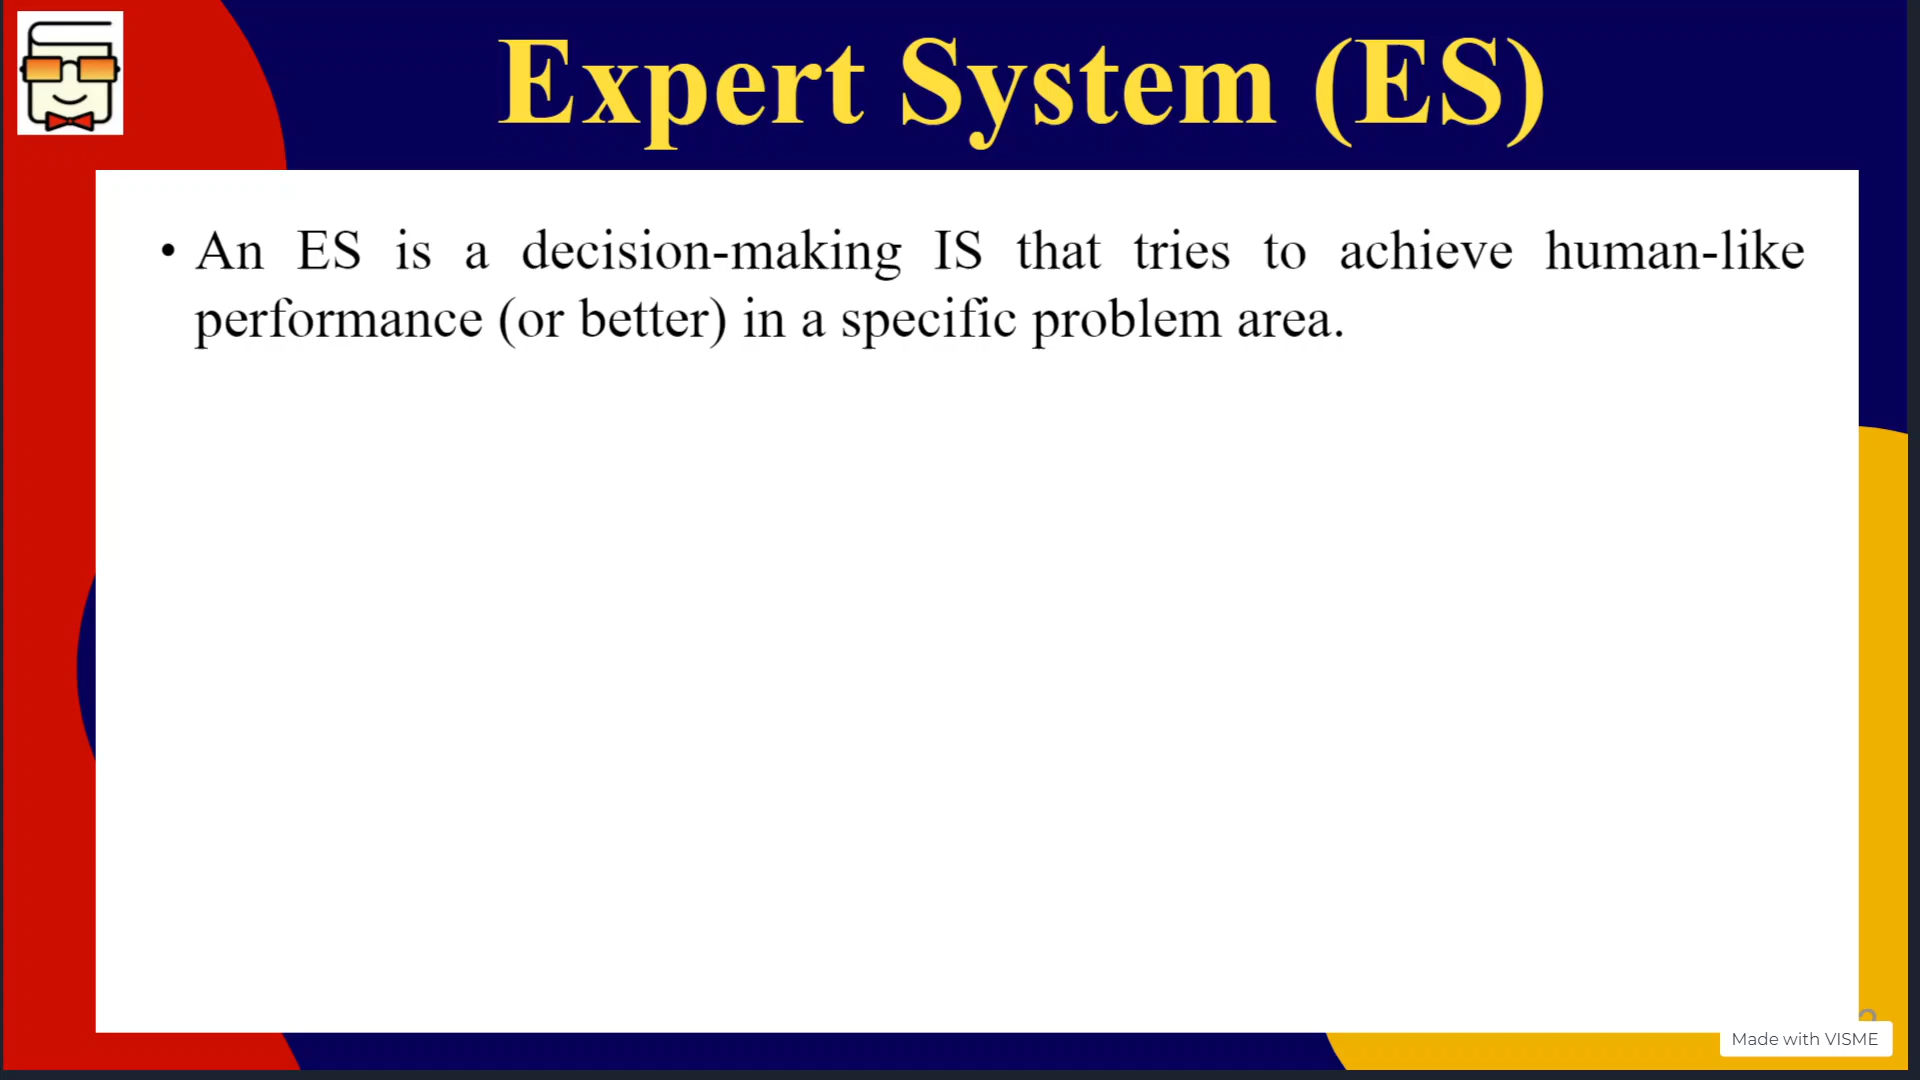 Expert System (ES)
• An ES is a decision-making IS that tries to achieve human-like
performance (or better) in a specific problem area.
Made with VISME